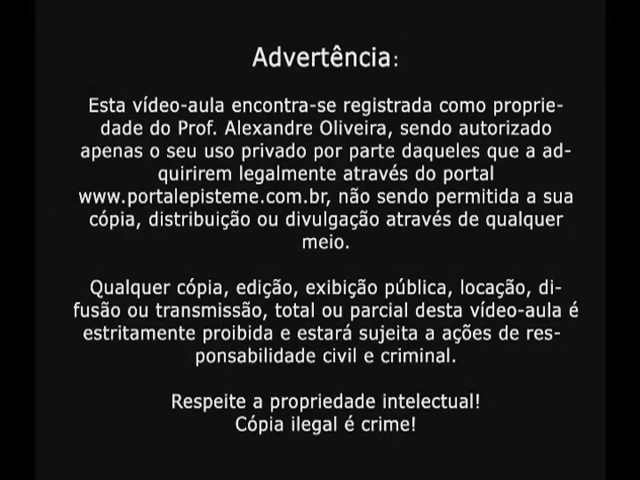 Advertência:
Esta vídeo-aula encontra-se registrada como proprie-
dade do Prof. Alexandre Oliveira, sendo autorizado
apenas o seu uso privado por parte daqueles que a ad-
quirirem legalmente através do portal
www.portalepisteme.com.br, não sendo permitida a sua
cópia, distribuição ou divulgação através de qualquer
meio.
Qualquer cópia, edição, exibição pública, locação, di-
fusão ou transmissão, total ou parcial desta vídeo-aula é
estritamente proibida e estará sujeita a ações de res-
ponsabilidade civil e criminal.
Respeite a propriedade intelectual!
Cópia ilegal é crime!